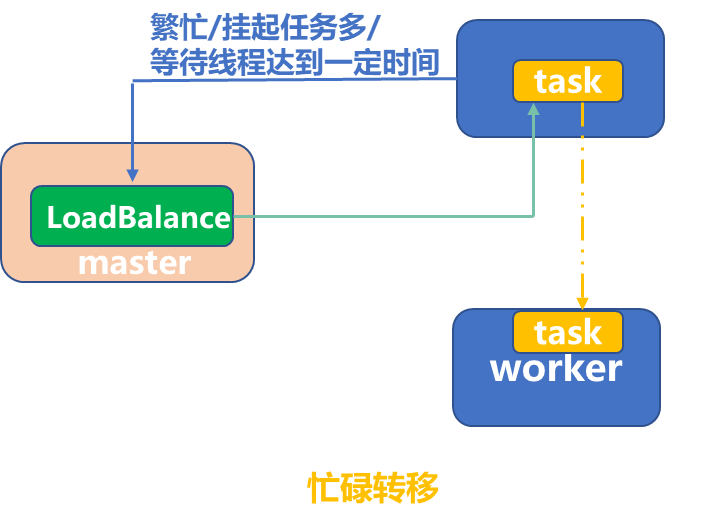 繁忙/挂起任务多/
等待线程达到一定时间
task
LoadBalance
master
task
worker
忙碌转移